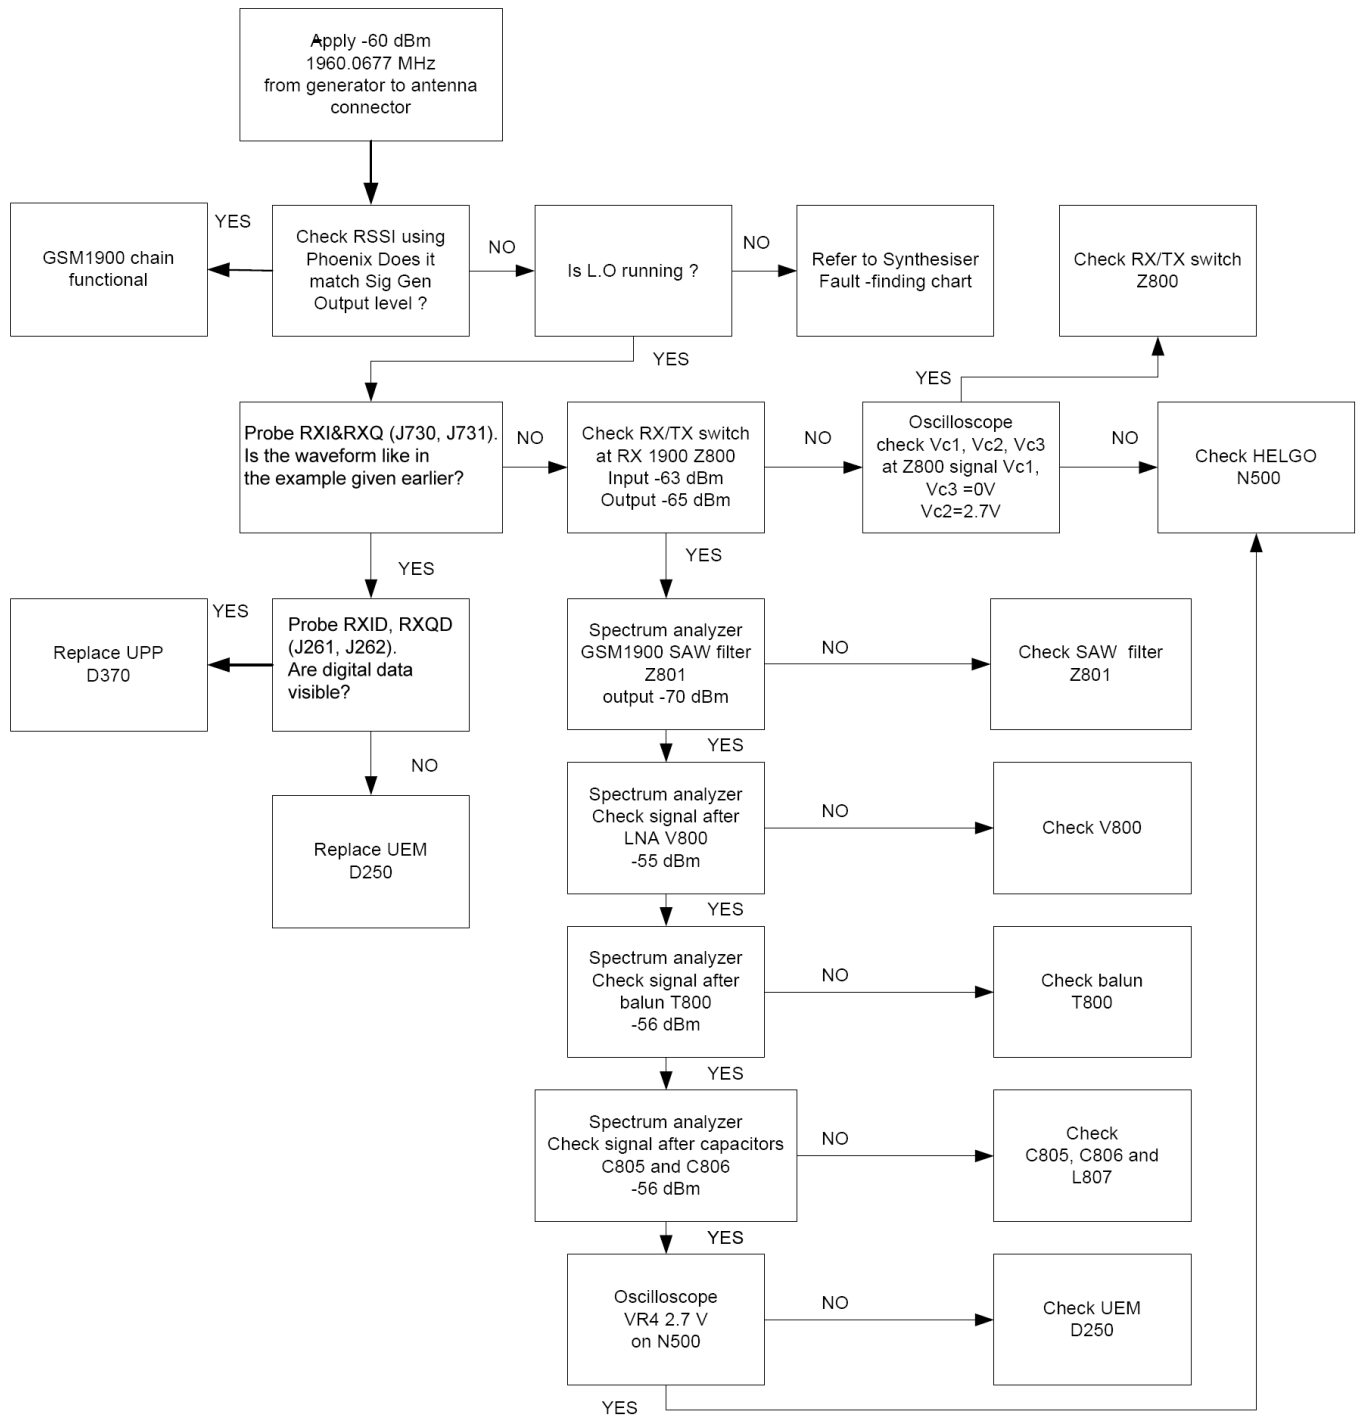 Apply -60 dBm
1960.0677 MHz
from generator to antenna
connector
YES
GSM1900 chain
functional
Check RSSI using
Phoenix Does it
match Sig Gen
Output level ?
NO
Is L.O running ?
NO
Refer to Synthesiser
Fault -finding chart
Check RX/TX switch
Z800
YES
YES
Probe RXI&RXQ (J730, J731).
Is the waveform like in
the example given earlier?
NO
Check RX/TX switch
at RX 1900 Z800
Input -63 dBm
Output -65 dBm
NO
Oscilloscope
check Vc1, Vc2, Vc3
at Z800 signal Vc1,
Vc3 =0V
Vc2=2.7V
NO
Check HELGO
N500
YES
YES
YES
Replace UPP
D370
Probe RXID, RXQD
(J261, J262).
Are digital data
visible?
Spectrum analyzer
GSM1900 SAW filter
Z801
output -70 dBm
NO
Check SAW  filter
Z801
NO
YES
Replace UEM
D250
Spectrum analyzer
Check signal after
LNA V800
-55 dBm
NO
Check V800
YES
Spectrum analyzer
Check signal after
balun T800
-56 dBm
NO
Check balun
T800
YES
Spectrum analyzer
Check signal after capacitors
C805 and C806
-56 dBm
NO
Check
C805, C806 and
L807
YES
Oscilloscope
VR4 2.7 V
on N500
NO
Check UEM
D250
YES